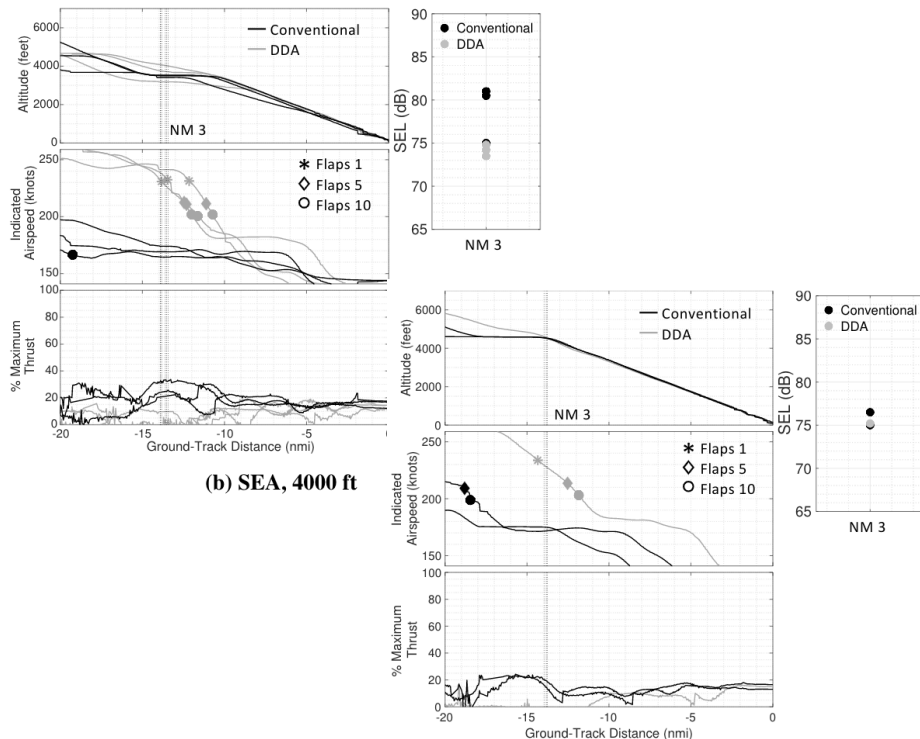 6000
4000
2000
0
Altitude (feet)
Conventional
DDA
NM 3
250
200
150
Indicated
Airspeed (knots)
Flaps 1
Flaps 5
Flaps 10
100
80
60
40
20
0
% Maximum
Thrust
-20
-15
-10
-5
0
Ground-Track Distance (nmi)
(b) SEA, 4000 ft
90
85
80
75
70
65
SEL (dB)
Conventional
DDA
NM 3
6000
4000
2000
0
Altitude (feet)
Conventional
DDA
NM 3
250
200
150
Indicated
Airspeed (knots)
Flaps 1
Flaps 5
Flaps 10
100
80
60
40
20
0
% Maximum
Thrust
-20
-15
-10
-5
0
Ground-Track Distance (nmi)
90
85
80
75
70
65
SEL (dB)
Conventional
DDA
NM 3